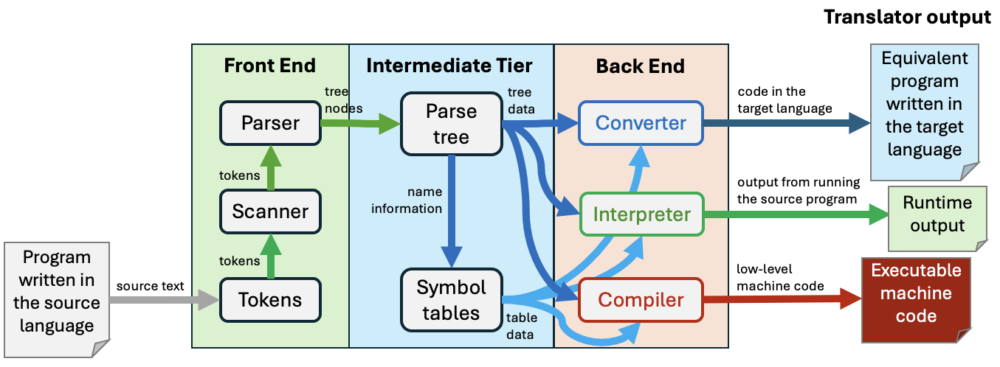 Translator output
Front End
Intermediate Tier
Back End
tree
nodes
tree
data
Parser
Parse
tree
Converter
code in the
target language
Equivalent
program
written in
the target
language
tokens
Scanner
name
information
Interpreter
output from running
the source program
Runtime
output
tokens
Program
written in
the source
language
source text
Tokens
Symbol
tables
table
data
Compiler
low-level
machine code
Executable
machine
code